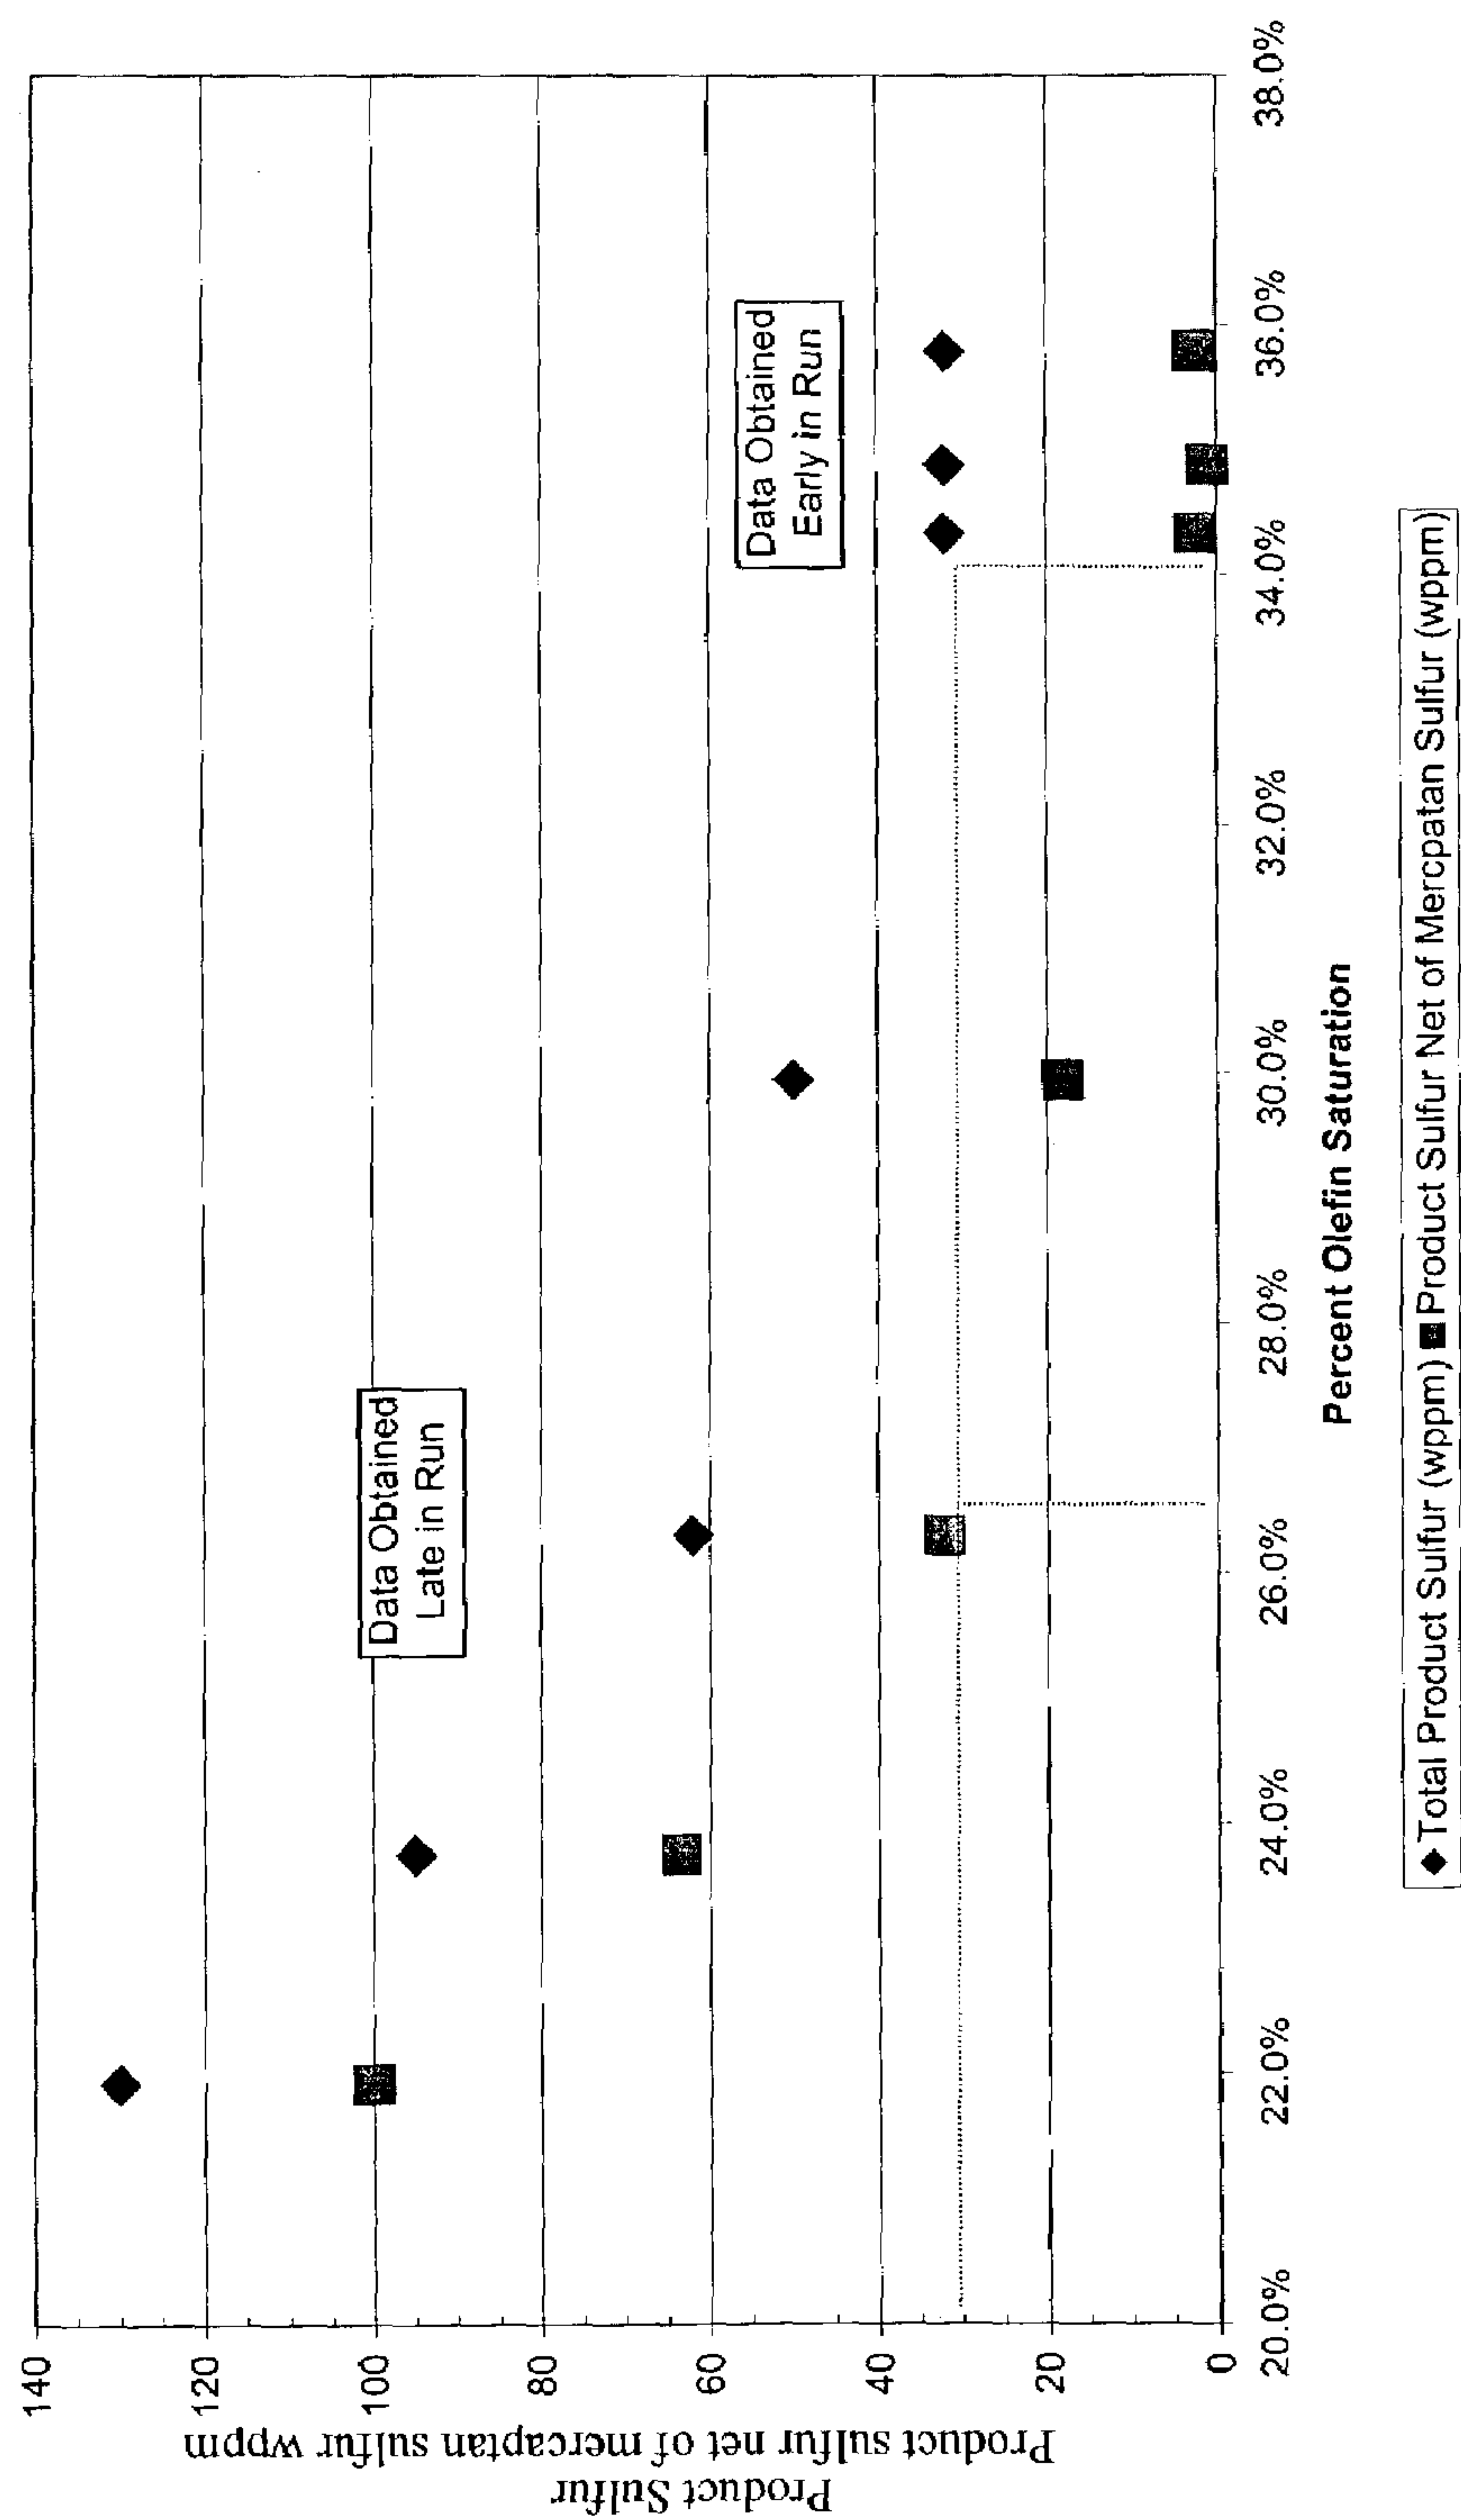 Product Sulfur
Product sulfur net of mercaptan sulfur wppm
140
120
100
80
60
40
20
0
Data Obtained
Late in Run
Data Obtained
Early in Run
20.0%
22.0%
24.0%
26.0%
28.0%
30.0%
32.0%
34.0%
36.0%
38.0%
Percent Olefin Saturation
Total Product Sulfur (wppm) Product Sulfur Net of Mercpatan Sulfur (wppm)